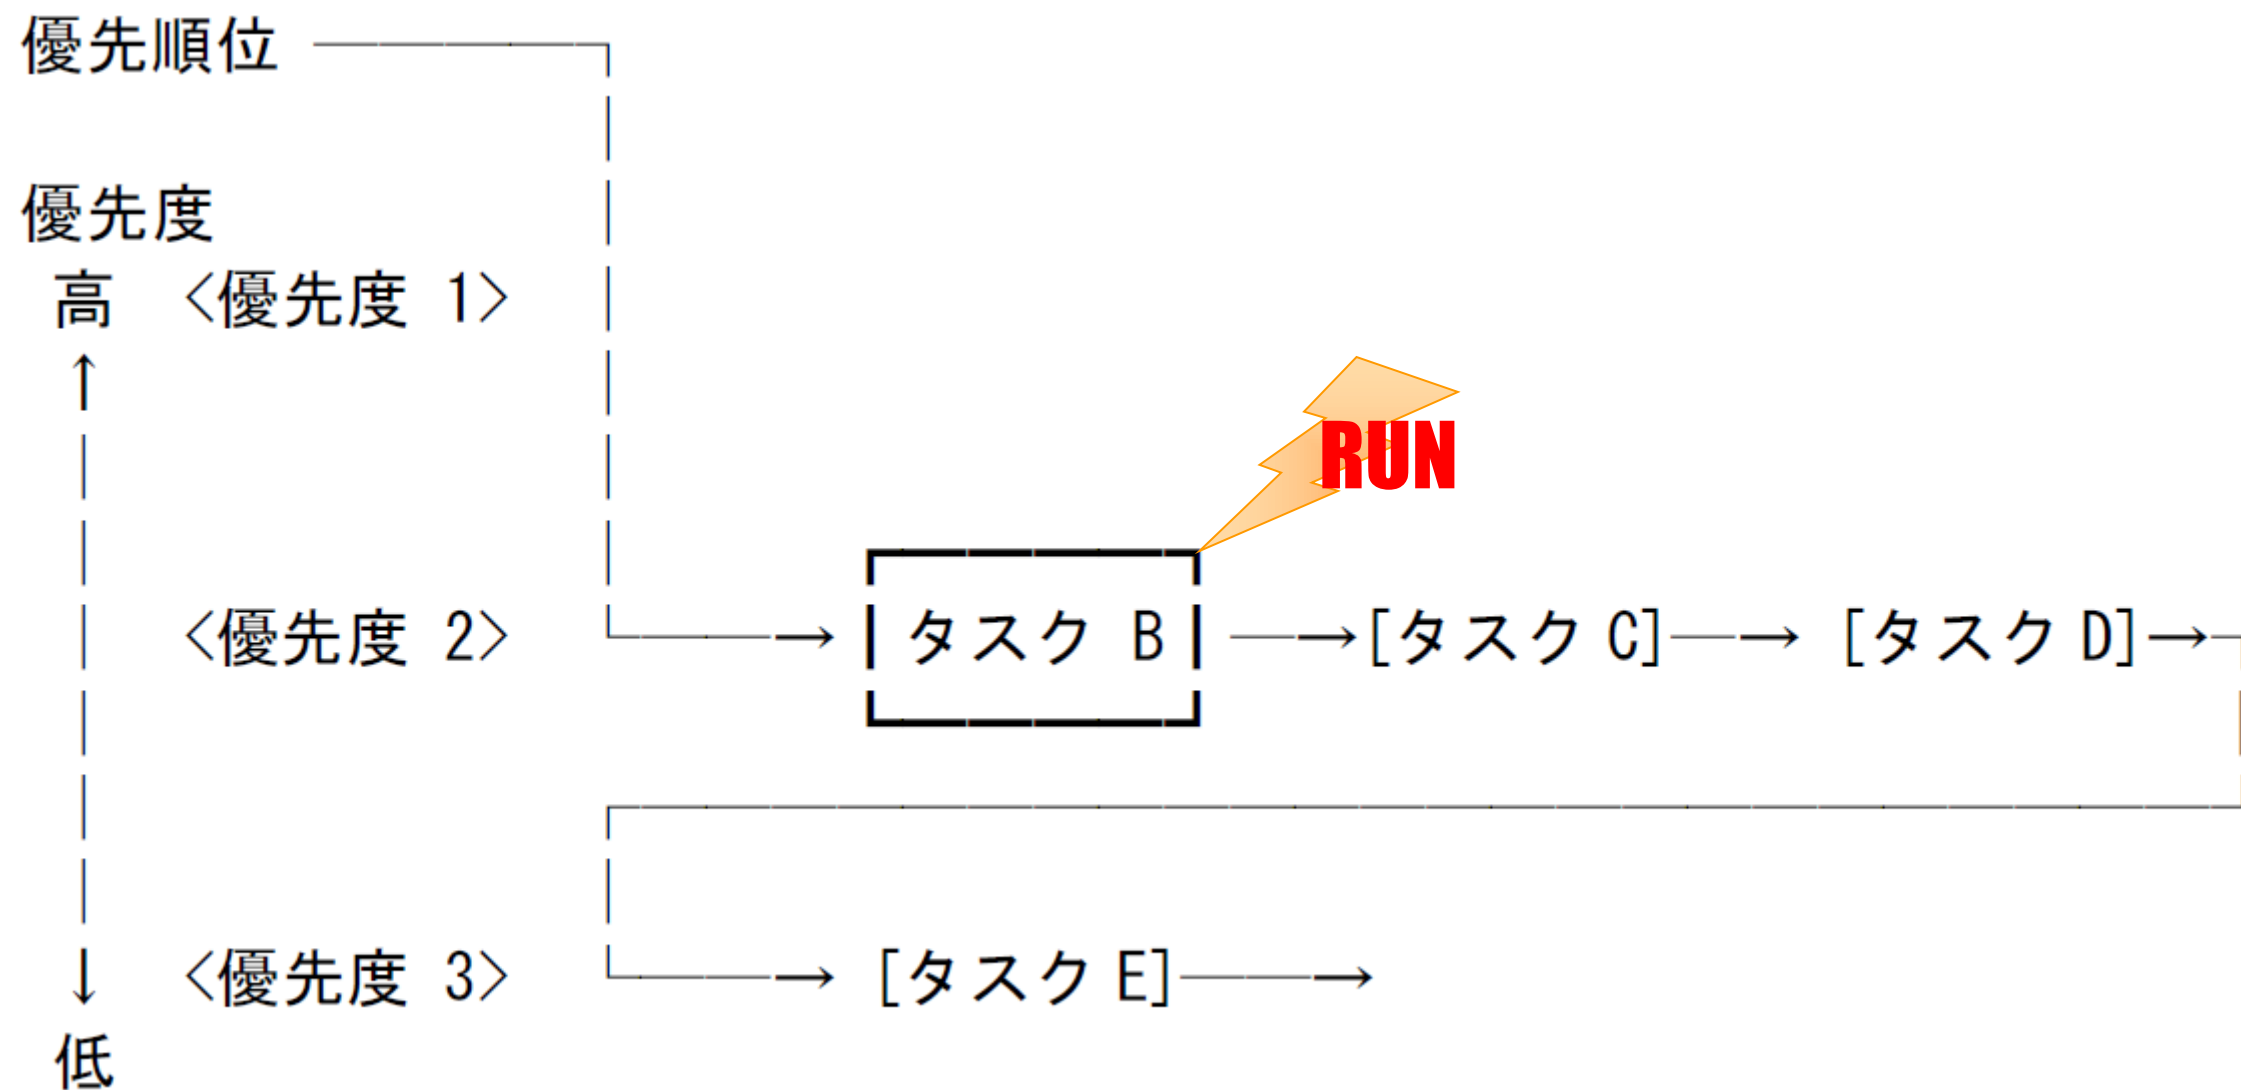 優先順位
優先度
高 <優先度 1>
RUN
<優先度 2> タスク B [タスク C] [タスク D]
<優先度 3> [タスク E]
低